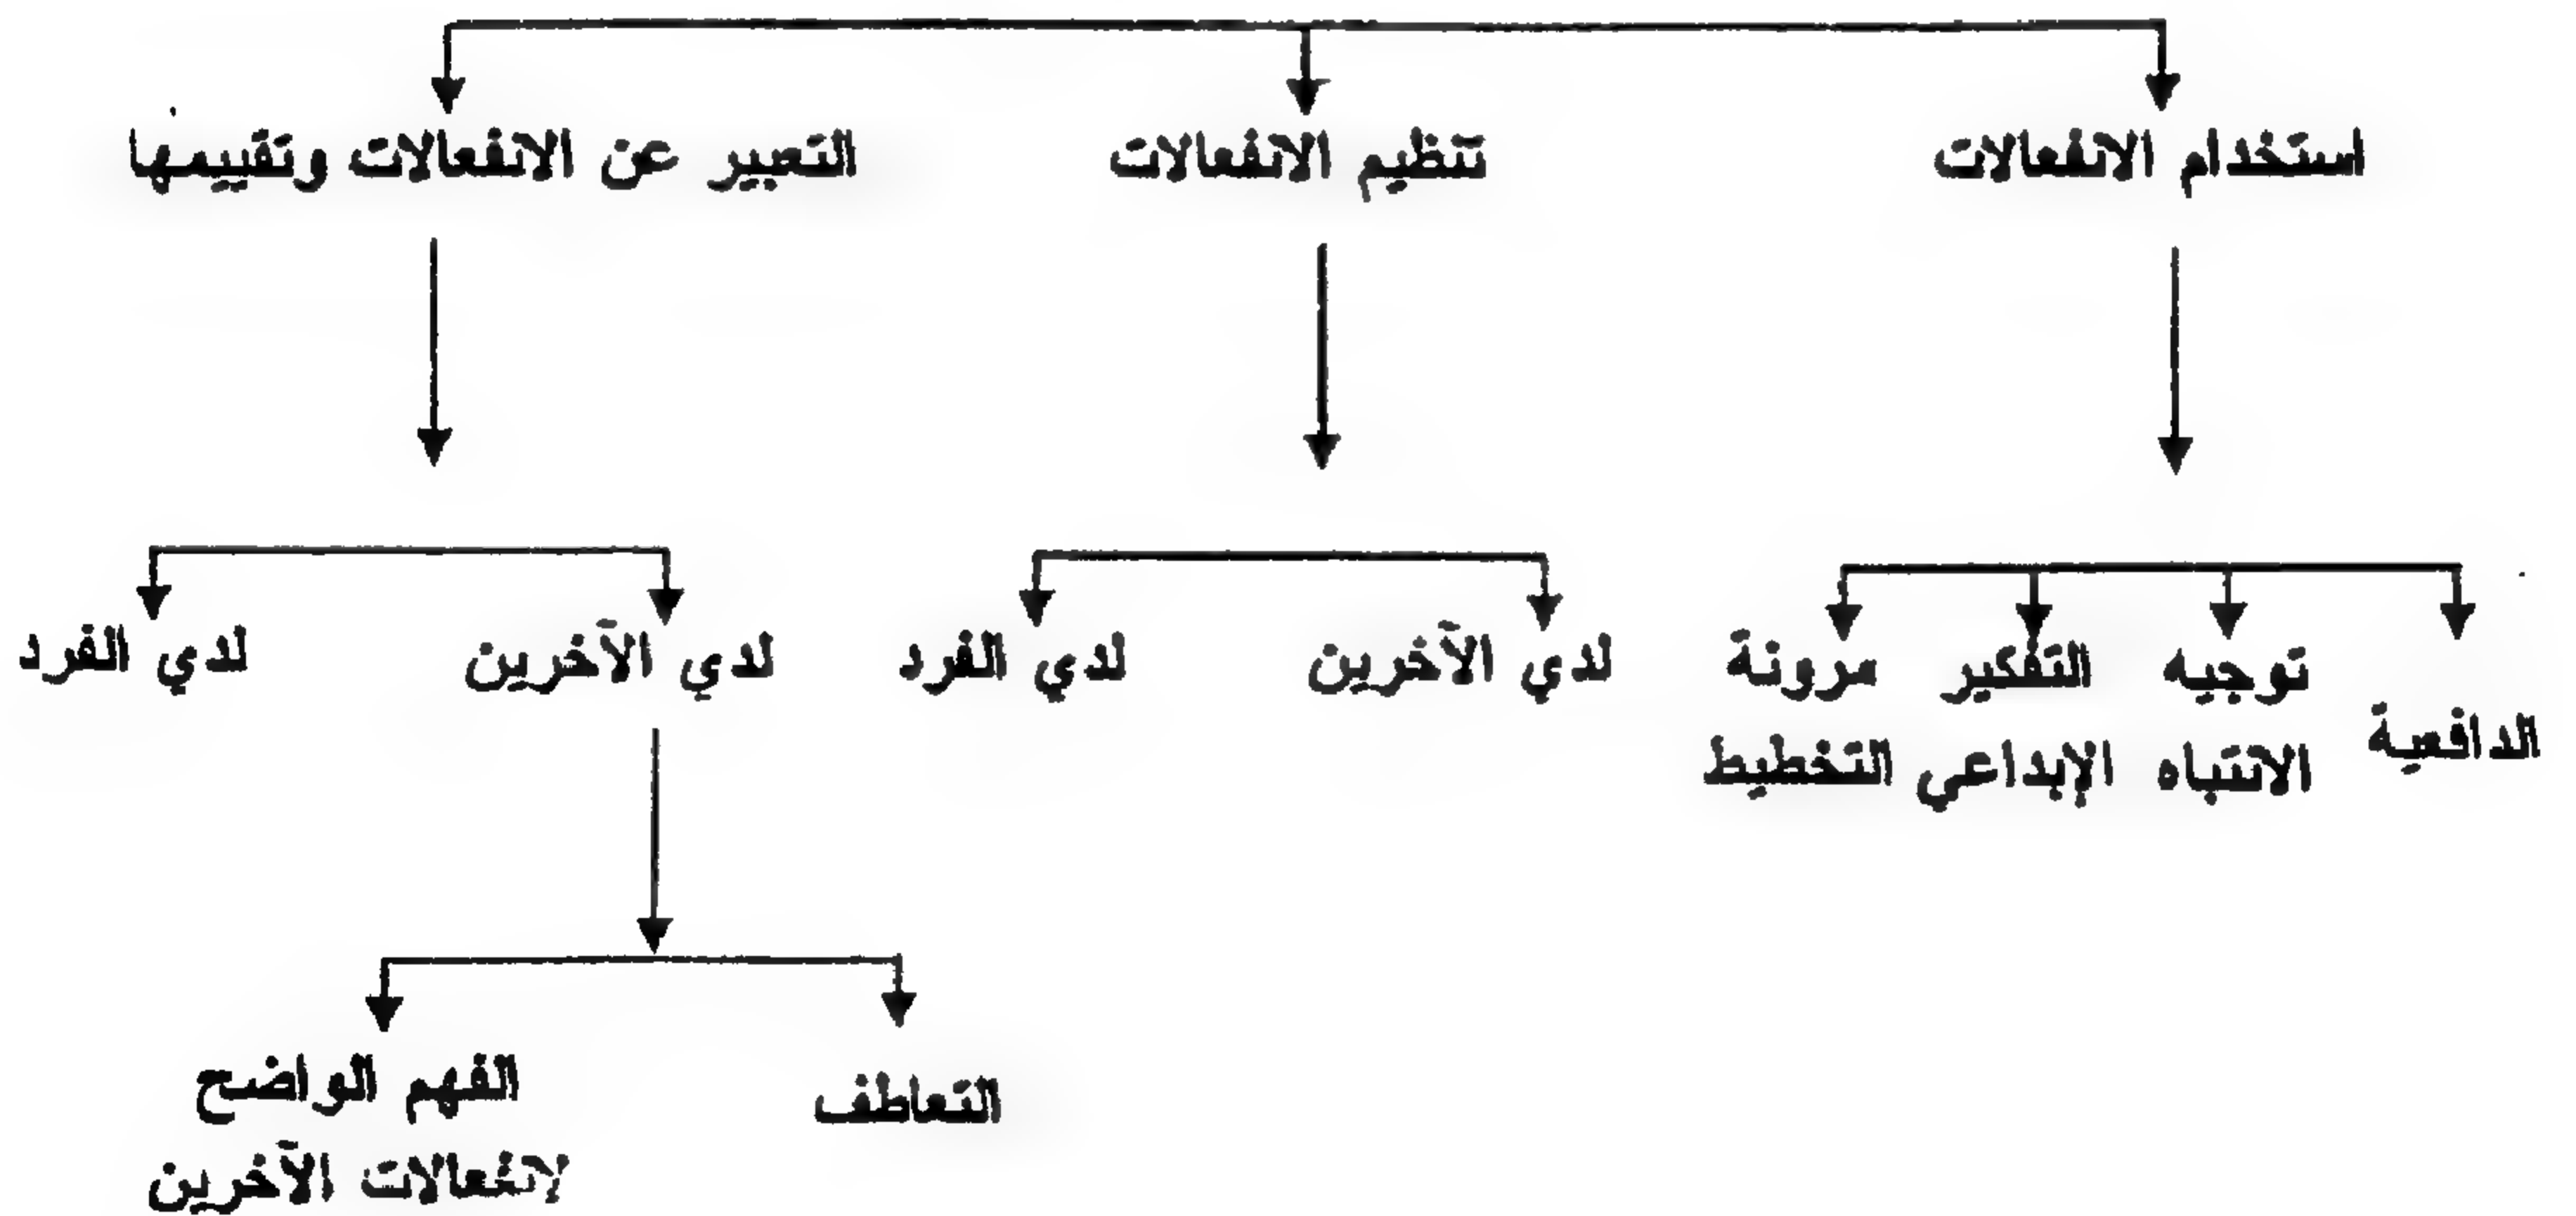 استخدام الانفعالات
تنظيم الانفعالات
التعبير عن الانفعالات وتقييمها
الدافعية
توجيه
الانتباه
التفكير
الإبداعي
مرونة
التخطيط
لدي الآخرين
لدي الفرد
لدي الآخرين
لدي الفرد
التعاطف
الفهم الواضح
لانفعالات الآخرين